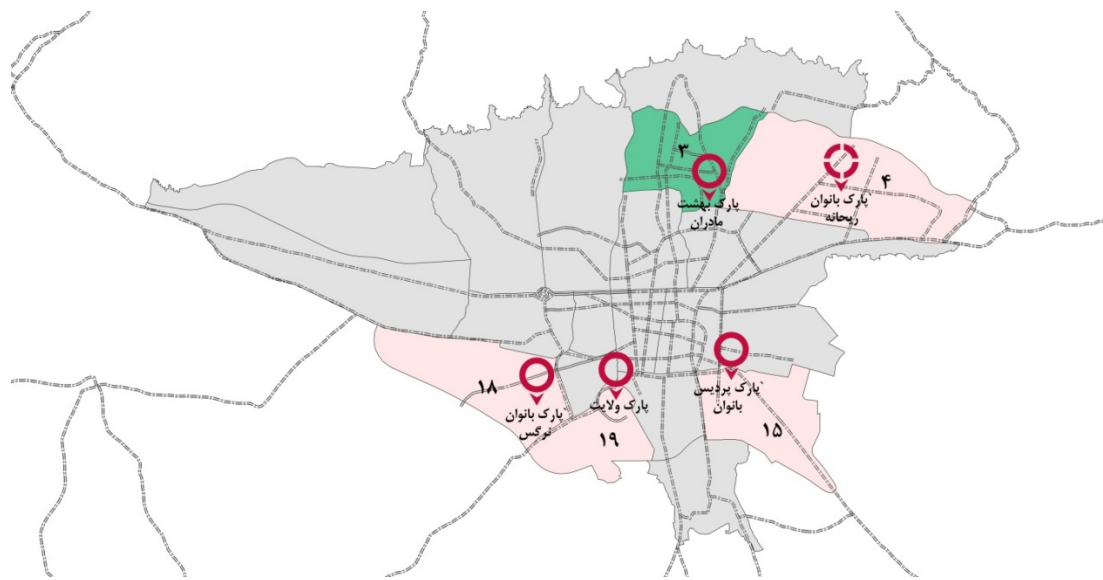 ۳
پارک بهشت
مادران
۴
پارک بانوان
ریحانه
۱۸
پارک بانوان
نرگس
پارک ولایت
۱۹
پارک پردیس
بانوان
۱۵